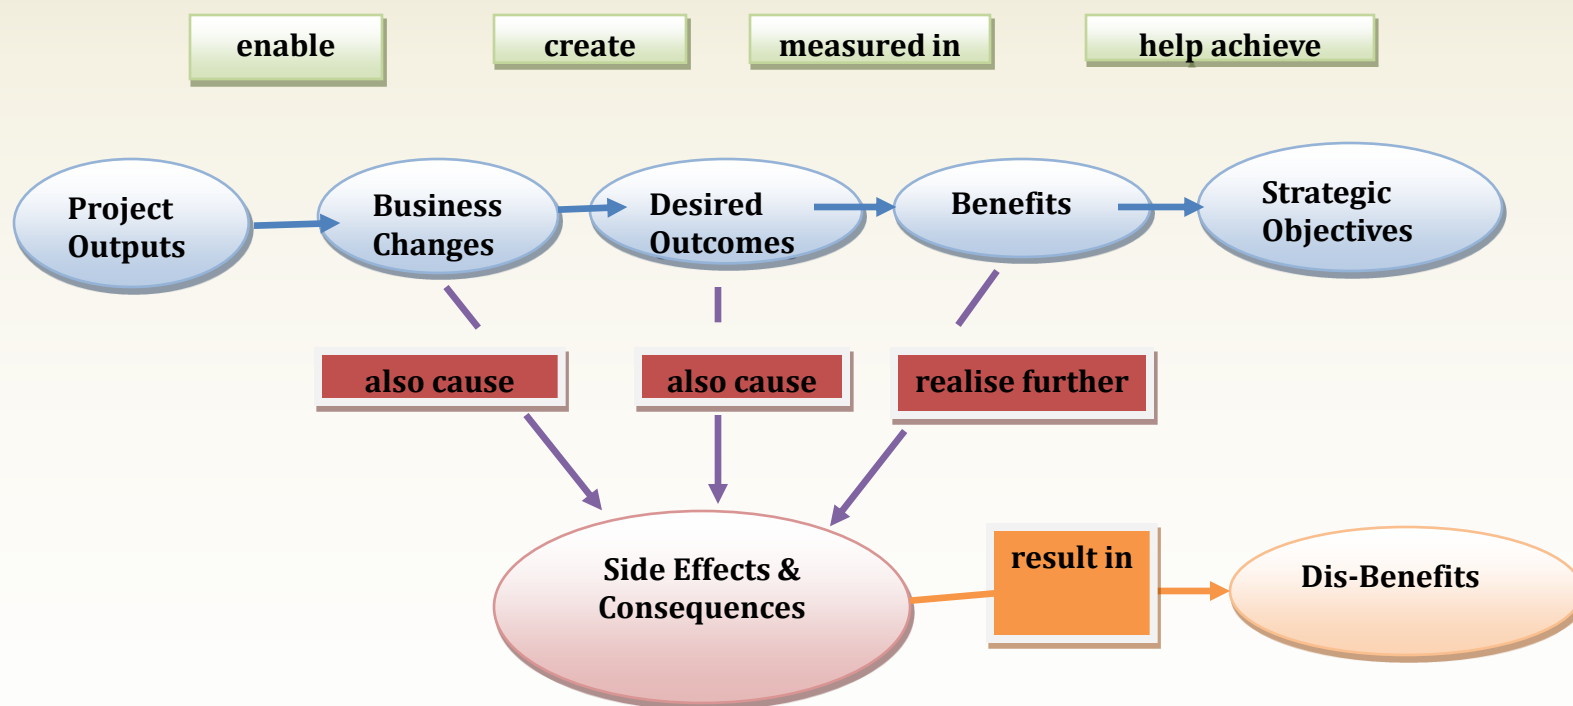 enable
create
measured in
help achieve
Project
Outputs
Business
Changes
Desired
Outcomes
Benefits
Strategic
Objectives
also cause
also cause
realise further
Side Effects &
Consequences
result in
Dis-Benefits